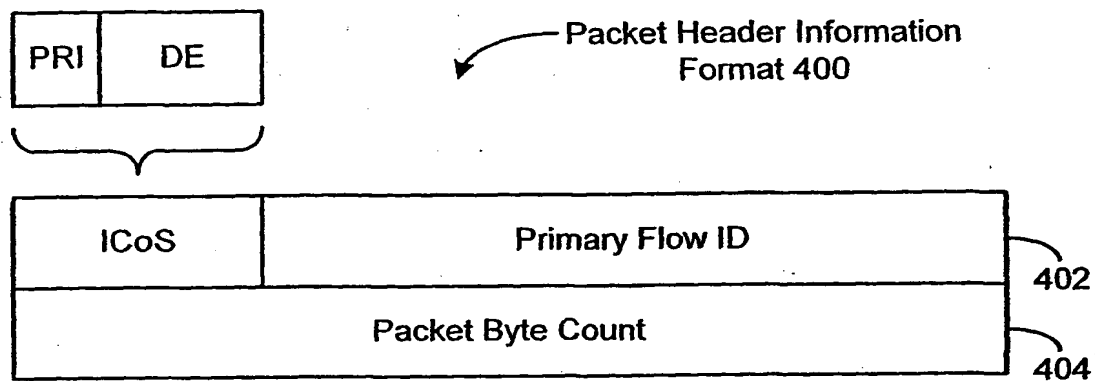 PRI DE
Packet Header Information
Format 400
ICoS Primary Flow ID
402
Packet Byte Count
404